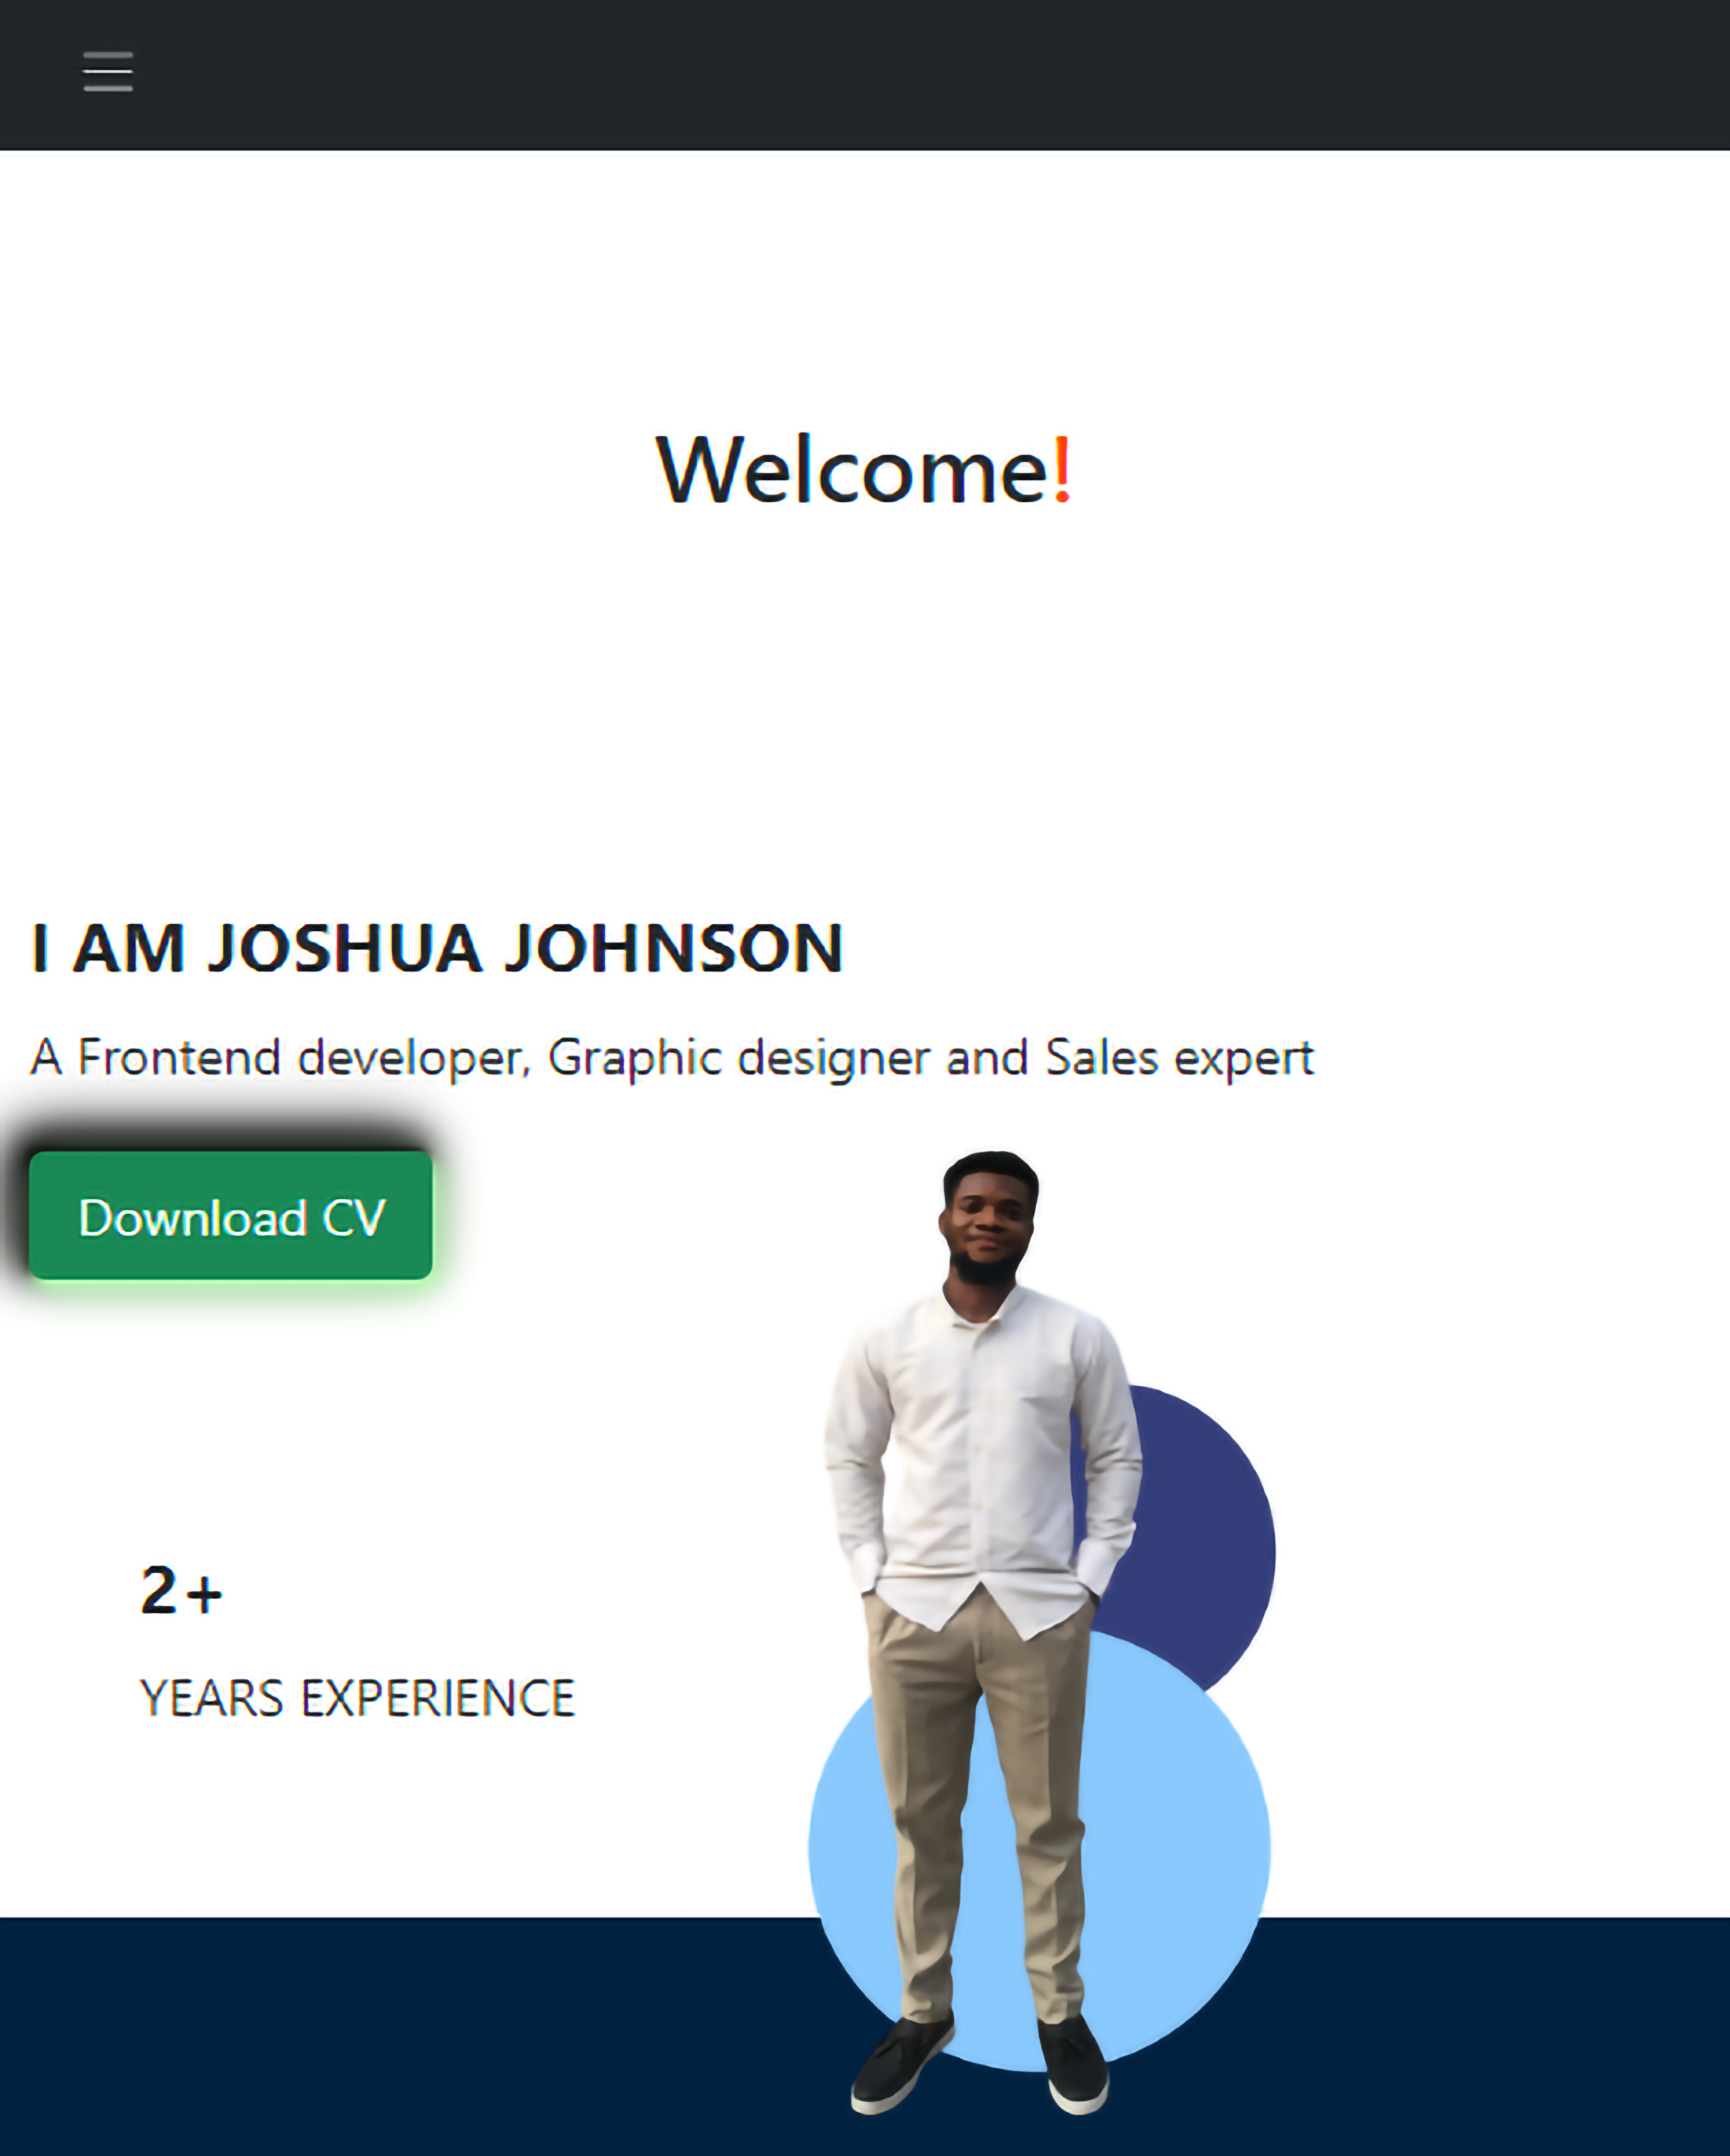 Welcome!
I AM JOSHUA JOHNSON
A Frontend developer, Graphic designer and Sales expert
Download CV
2+
YEARS EXPERIENCE